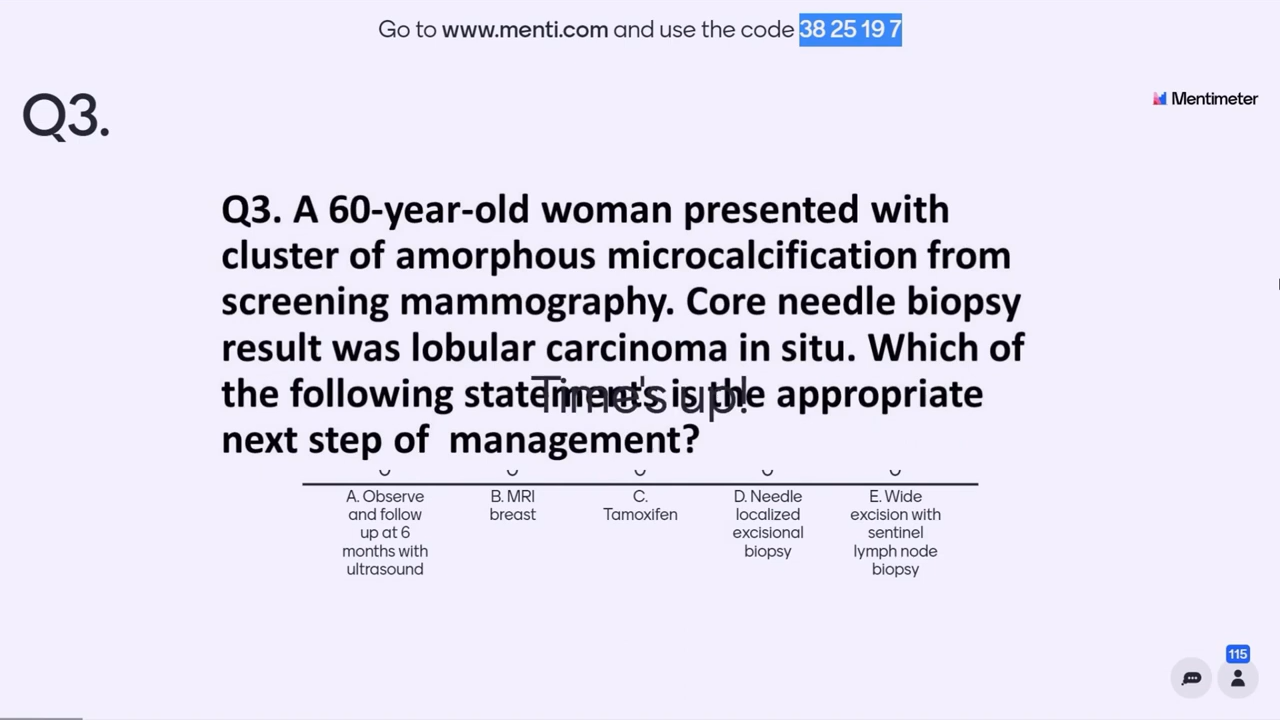 Go to www.menti.com and use the code 38 25 19 7
Q3.
Mentimeter
Q3. A 60-year-old woman presented with
cluster of amorphous microcalcification from
screening mammography. Core needle biopsy
result was lobular carcinoma in situ. Which of
the following statements is the appropriate
Time's up!
next step of management?
A. Observe
and follow
up at 6
months with
ultrasound
B. MRI
breast
C.
Tamoxifen
D. Needle
localized
excisional
biopsy
E. Wide
excision with
sentinel
lymph node
biopsy
115